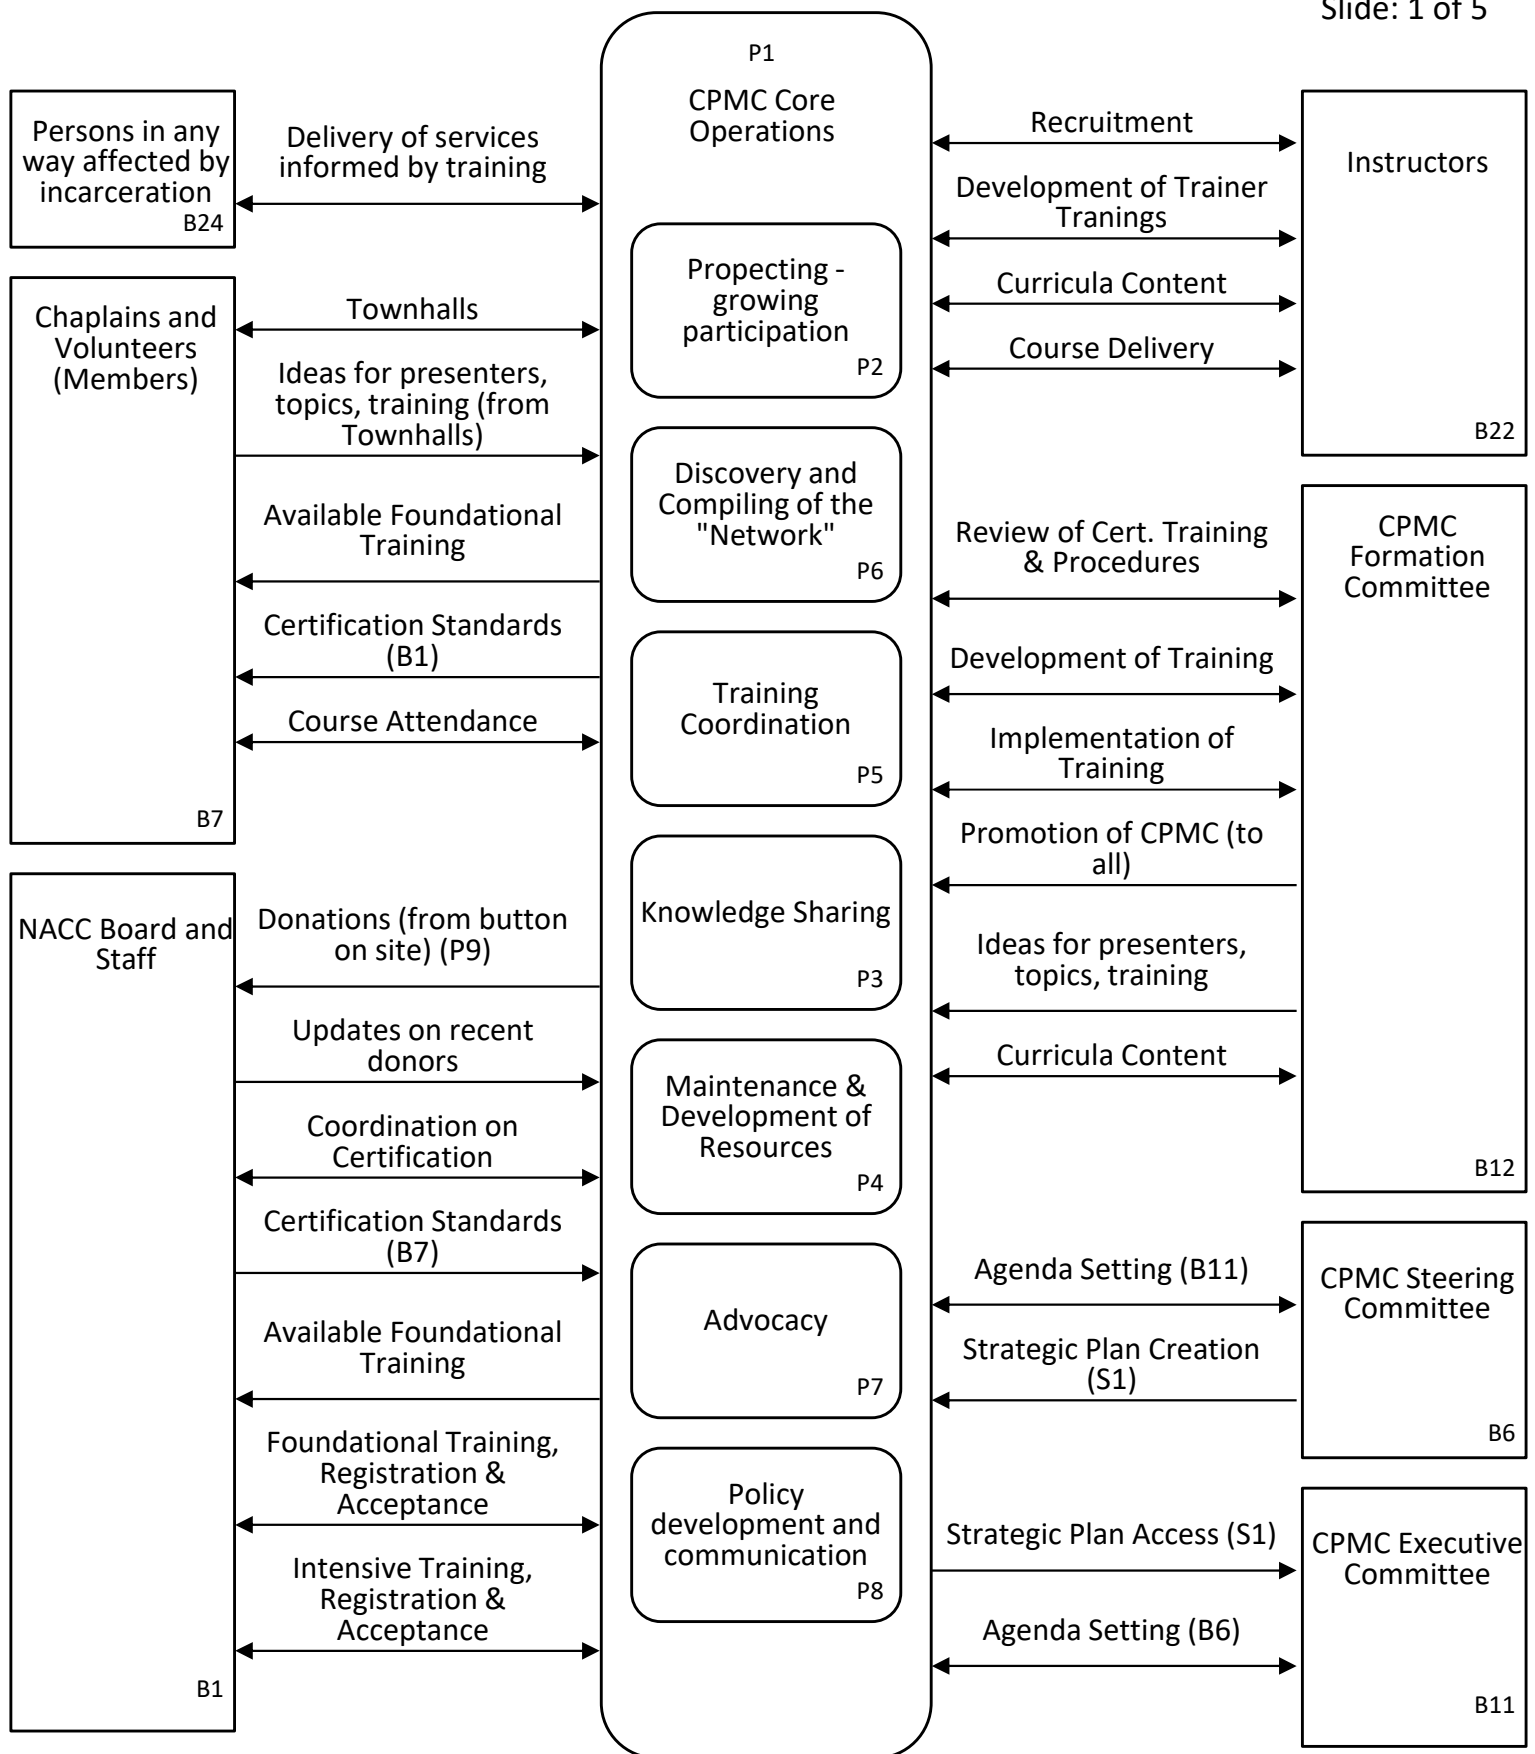 Slide: 1 of 5
P1
CPMC Core
Operations
Persons in any
way affected by
incarceration
B24
Delivery of services
informed by training
Chaplains and
Volunteers
(Members)
B7
Townhalls
Ideas for presenters,
topics, training (from
Townhalls)
Available Foundational
Training
Certification Standards
(B1)
Course Attendance
NACC Board and
Staff
B1
Donations (from button
on site) (P9)
Updates on recent
donors
Coordination on
Certification
Certification Standards
(B7)
Available Foundational
Training
Foundational Training,
Registration &
Acceptance
Intensive Training,
Registration &
Acceptance
Propecting -
growing
participation
P2
Discovery and
Compiling of the
"Network"
P6
Training
Coordination
P5
Knowledge Sharing
P3
Maintenance &
Development of
Resources
P4
Advocacy
P7
Policy
development and
communication
P8
Recruitment
Development of Trainer
Tranings
Curricula Content
Course Delivery
Instructors
B22
Review of Cert. Training
& Procedures
Development of Training
Implementation of
Training
Promotion of CPMC (to
all)
Ideas for presenters,
topics, training
Curricula Content
CPMC
Formation
Committee
B12
Agenda Setting (B11)
Strategic Plan Creation
(S1)
CPMC Steering
Committee
B6
Strategic Plan Access (S1)
Agenda Setting (B6)
CPMC Executive
Committee
B11